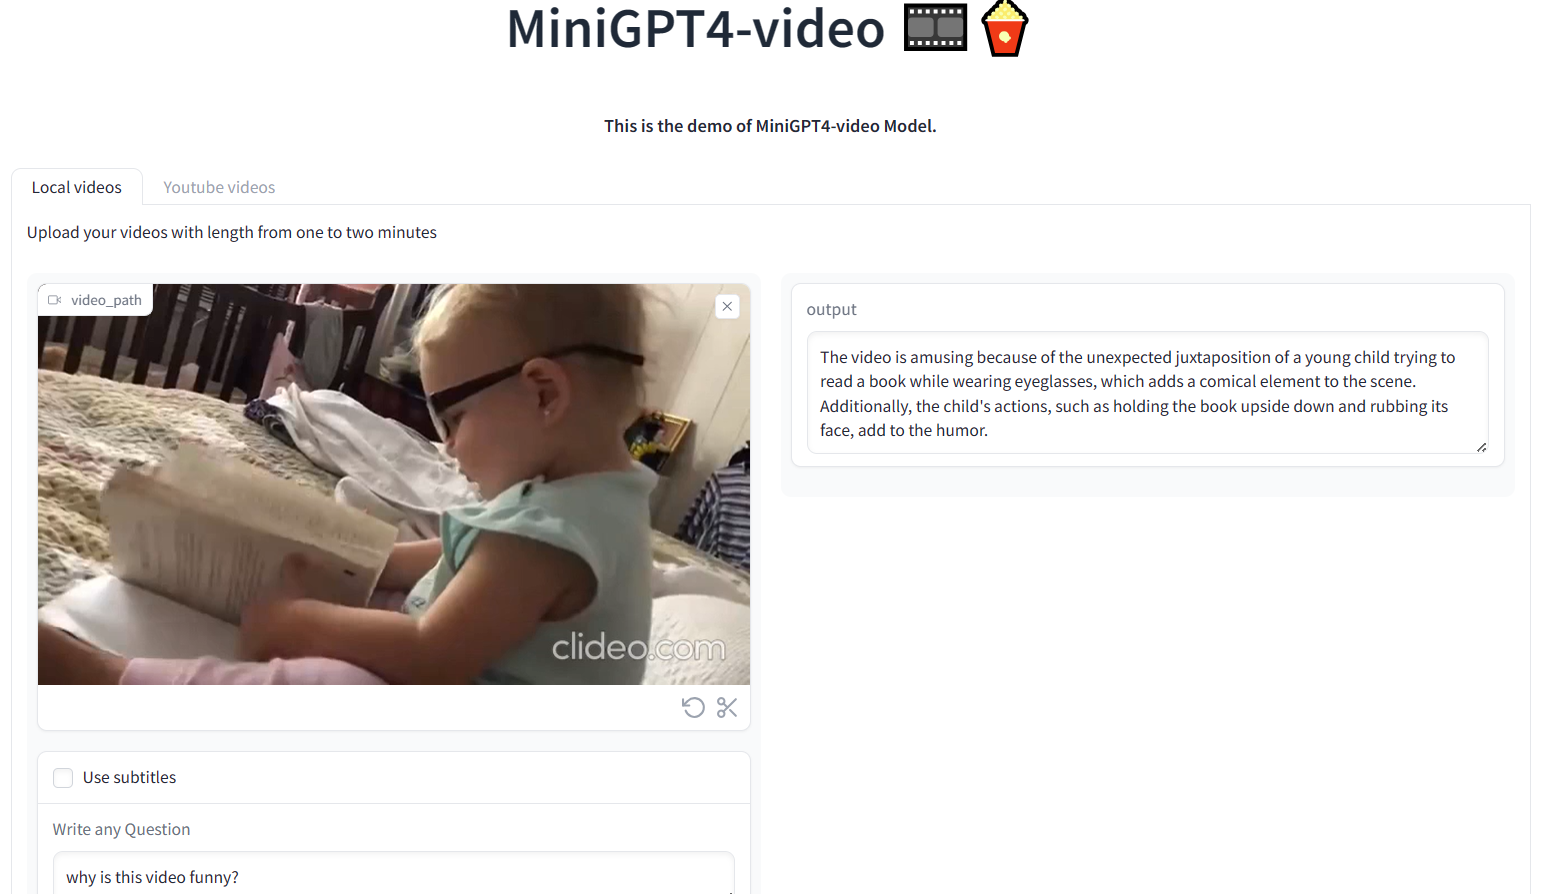 MiniGPT4-video
This is the demo of MiniGPT4-video Model.
Local videos
Youtube videos
Upload your videos with length from one to two minutes
video_path
clideo.com
Use subtitles
Write any Question
why is this video funny?
output
The video is amusing because of the unexpected juxtaposition of a young child trying to
read a book while wearing eyeglasses, which adds a comical element to the scene.
Additionally, the child's actions, such as holding the book upside down and rubbing its
face, add to the humor.